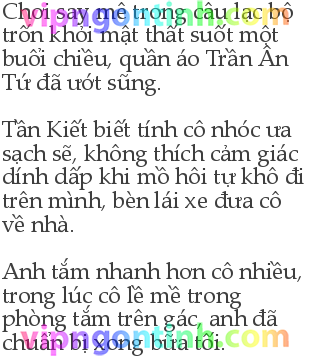 Chơi say mê trong câu lạc bộ
trốn khỏi mật thất suốt một
buổi chiều, quần áo Trần Ân
Tứ đã ướt sũng.
Tần Kiết biết tính cô nhóc ưa
sạch sẽ, không thích cảm giác
dính dấp khi mồ hôi tự khô đi
trên mình, bèn lái xe đưa cô
về nhà.
Anh tắm nhanh hơn cô nhiều,
trong lúc cô lề mề trong
phòng tắm trên gác, anh đã
chuẩn bị xong bữa tối.
vipngontinh.com
vipngontinh.com